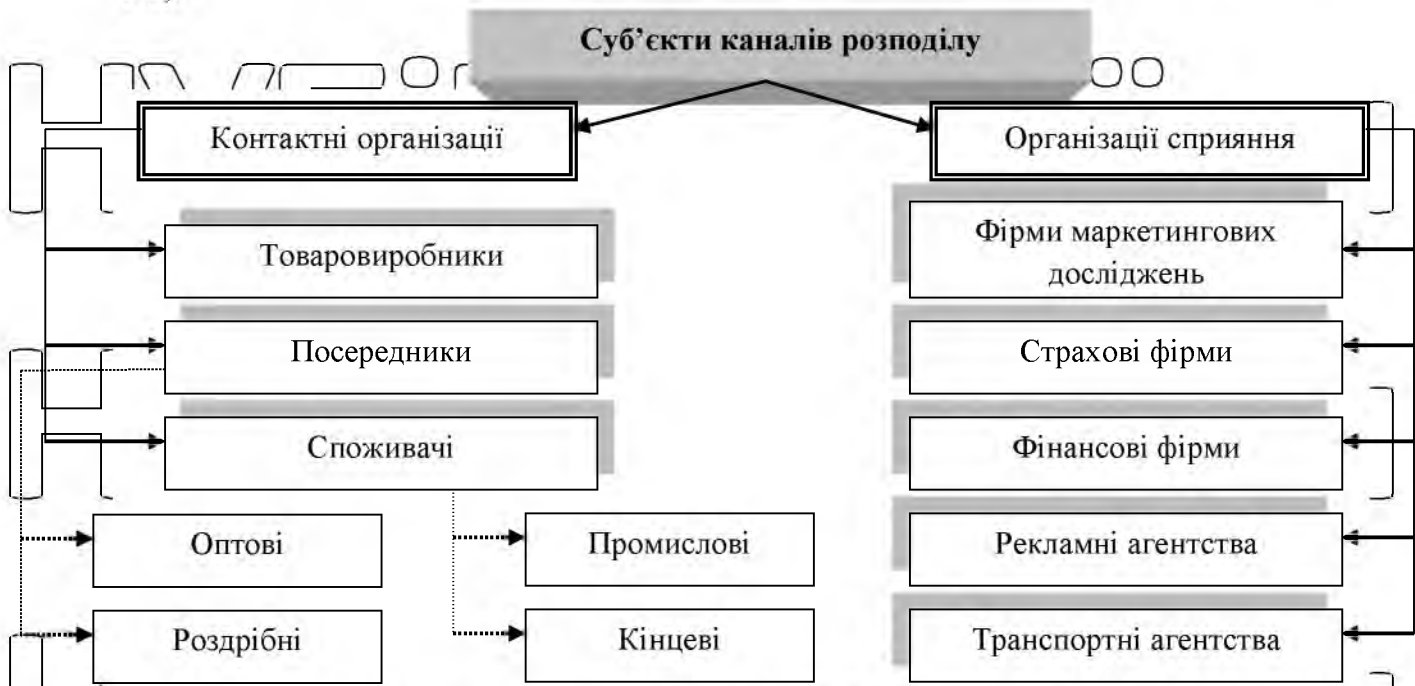 Суб’єкти каналів розподілу
Контактні організації
Організації сприяння
Товаровиробники
Посередники
Споживачі
Оптові
Роздрібні
Промислові
Кінцеві
Фірми маркетингових
досліджень
Страхові фірми
Фінансові фірми
Рекламні агентства
Транспортні агентства